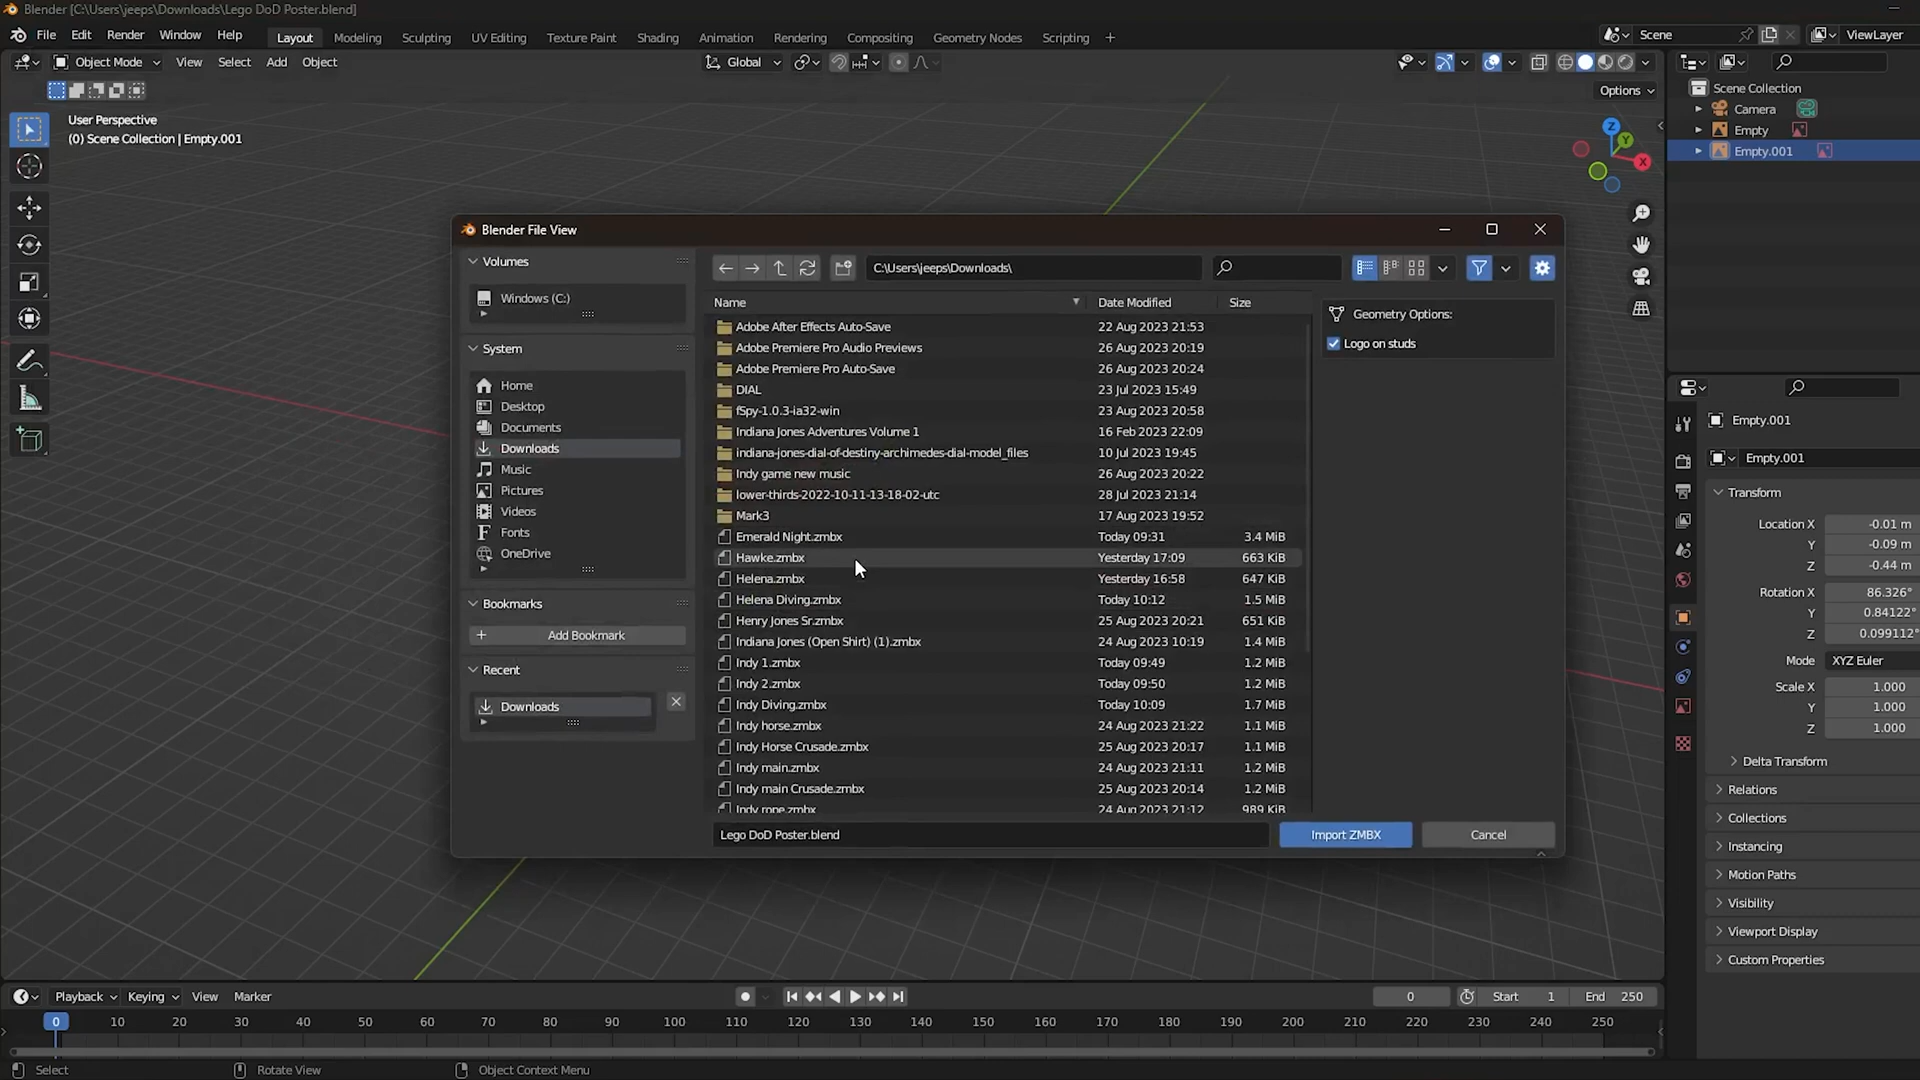 Blender [C:\Users\jeeps\Downloads\Lego DoD Poster.blend]
File Edit Render Window Help Layout Modeling Sculpting UV Editing Texture Paint Shading Animation Rendering Compositing Geometry Nodes Scripting + Scene ViewLayer
Object Mode View Select Add Object Global
Options
User Perspective
(0) Scene Collection | Empty.001
Z
Y
X
Scene Collection
Camera
Empty
Empty.001
Blender File View
Volumes
Windows (C:)
System
Home
Desktop
Documents
Downloads
Music
Pictures
Videos
Fonts
OneDrive
Bookmarks
Add Bookmark
Recent
Downloads
C:\Users\jeeps\Downloads\
Name Date Modified Size
Adobe After Effects Auto-Save 22 Aug 2023 21:53
Adobe Premiere Pro Audio Previews 26 Aug 2023 20:19
Adobe Premiere Pro Auto-Save 26 Aug 2023 20:24
DIAL 23 Jul 2023 15:49
fSpy-1.0.3-ia32-win 23 Aug 2023 20:58
Indiana Jones Adventures Volume 1 16 Feb 2023 22:09
indiana-jones-dial-of-destiny-archimedes-dial-model_files 10 Jul 2023 19:45
Indy game new music 26 Aug 2023 20:22
lower-thirds-2022-10-11-13-18-02-utc 28 Jul 2023 21:14
Mark3 17 Aug 2023 19:52
Emerald Night.zmbx Today 09:31 3.4 MiB
Hawke.zmbx Yesterday 17:09 663 KiB
Helena.zmbx Yesterday 16:58 647 KiB
Helena Diving.zmbx Today 10:12 1.5 MiB
Henry Jones Sr.zmbx 25 Aug 2023 20:21 651 KiB
Indiana Jones (Open Shirt) (1).zmbx 24 Aug 2023 10:19 1.4 MiB
Indy 1.zmbx Today 09:49 1.2 MiB
Indy 2.zmbx Today 09:50 1.2 MiB
Indy Diving.zmbx Today 10:09 1.7 MiB
Indy horse.zmbx 24 Aug 2023 21:22 1.1 MiB
Indy Horse Crusade.zmbx 25 Aug 2023 20:17 1.1 MiB
Indy main.zmbx 24 Aug 2023 21:11 1.2 MiB
Indy main Crusade.zmbx 25 Aug 2023 20:14 1.2 MiB
Indy rope.zmbx 24 Aug 2023 21:12 989 KiB
Geometry Options:
Logo on studs
Lego DoD Poster.blend Import ZMBX Cancel
Empty.001
Empty.001
Transform
Location X -0.01 m
Y -0.09 m
Z -0.44 m
Rotation X 86.326°
Y 0.84122°
Z 0.099112°
Mode XYZ Euler
Scale X 1.000
Y 1.000
Z 1.000
Delta Transform
Relations
Collections
Instancing
Motion Paths
Visibility
Viewport Display
Custom Properties
Playback Keying View Marker 0 Start 1 End 250
0 10 20 30 40 50 60 70 80 90 100 110 120 130 140 150 160 170 180 190 200 210 220 230 240 250
Select Rotate View Object Context Menu